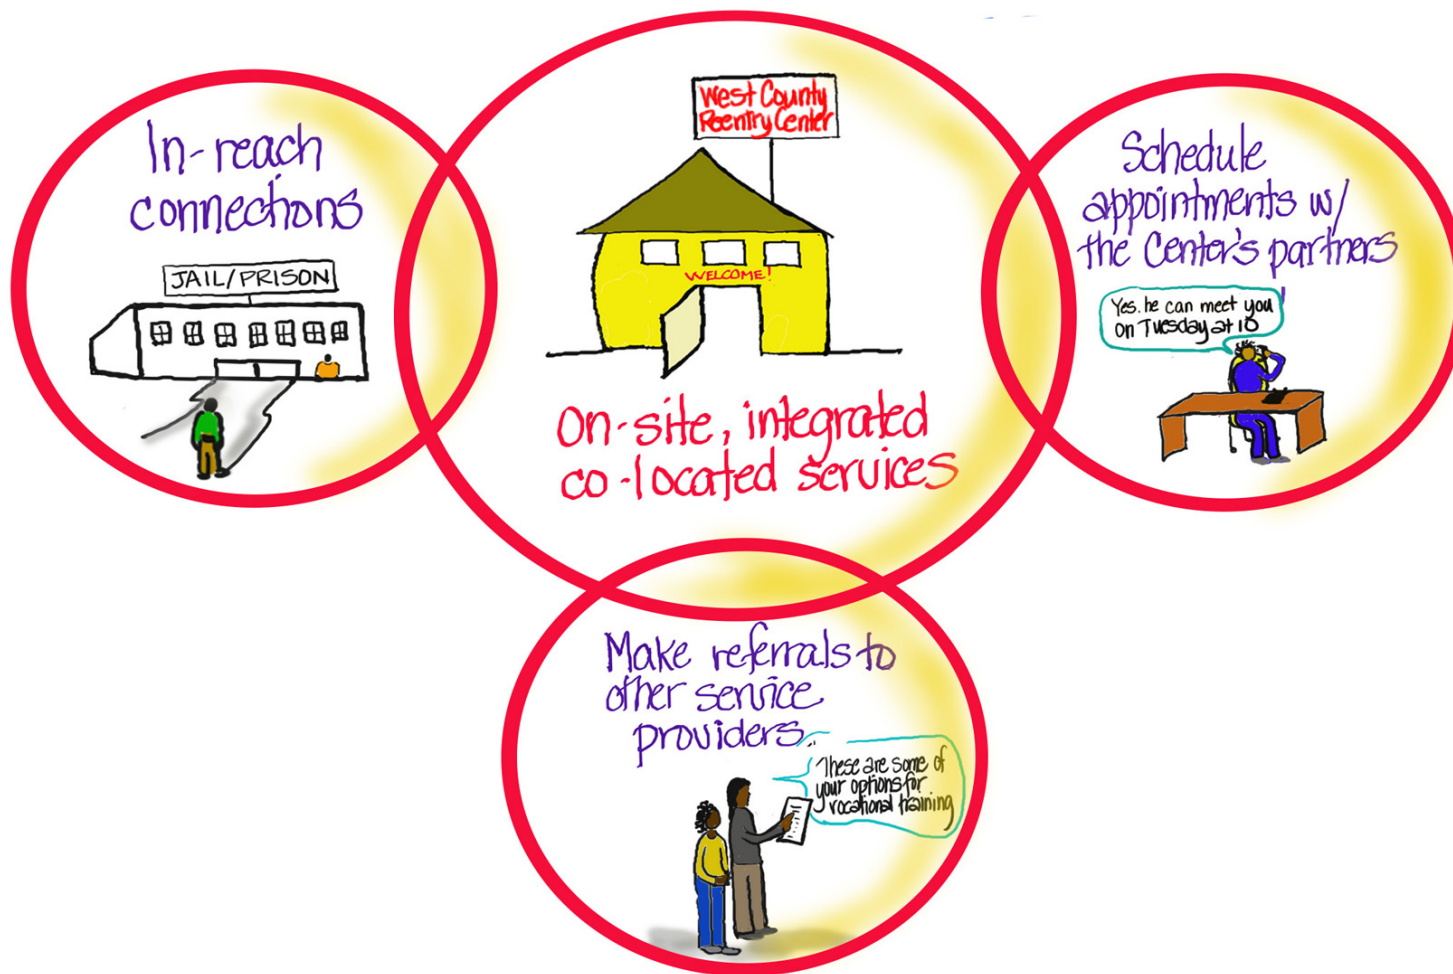 In-reach
connections
JAIL/PRISON
West County
Reentry Center
WELCOME!
On-site, integrated
co-located services
Schedule
appointments w/
the Center's partners
Yes. he can meet you
on Tuesday at 10
Make referrals to
other service
providers.
These are some of
your options for
vocational training